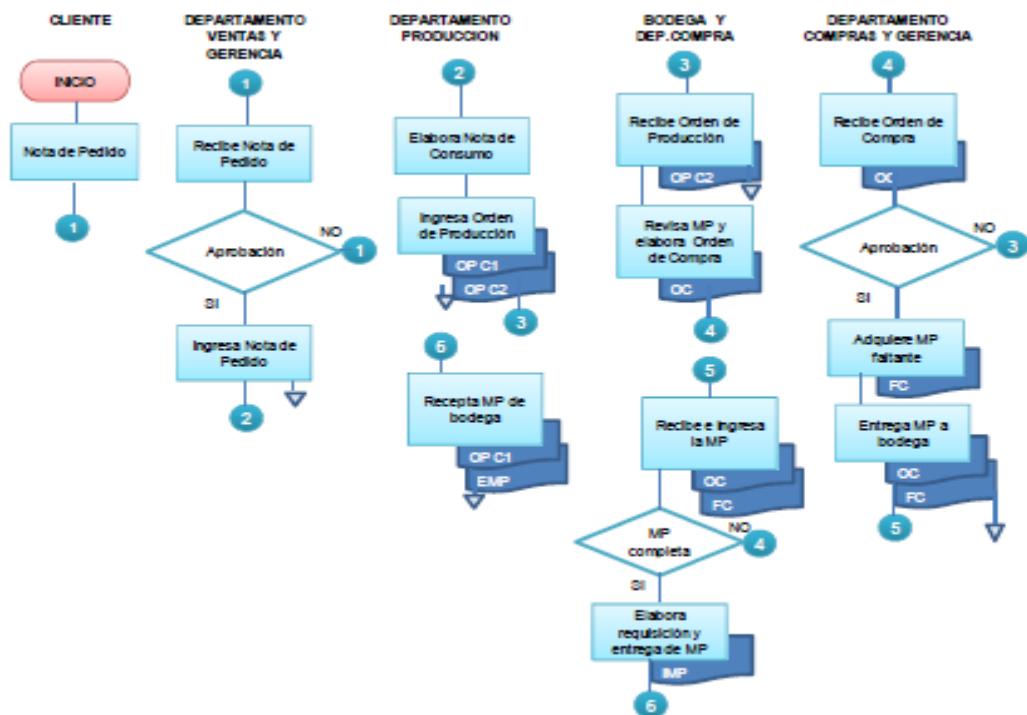 CLIENTE
INICIO
Nota de Pedido
1
DEPARTAMENTO
VENTAS Y
GERENCIA
1
Recibe Nota de
Pedido
Aprobación
NO
1
SI
Ingresa Nota de
Pedido
2
DEPARTAMENTO
PRODUCCION
2
Elabora Nota de
Consumo
Ingresa Orden
de Producción
OP C1
OP C2
3
6
Recepta MP de
bodega
OP C1
EMP
BODEGA Y
DEP.COMPRA
3
Recibe Orden de
Producción
OP C2
Revisa MP y
elabora Orden
de Compra
OC
4
5
Recibe e Ingresa
la MP
OC
FC
MP
completa
NO
4
SI
Elabora
requisición y
entrega de MP
IMP
6
DEPARTAMENTO
COMPRAS Y GERENCIA
4
Recibe Orden de
Compra
OC
Aprobación
NO
3
SI
Adquiere MP
faltante
FC
Entrega MP a
bodega
OC
FC
5